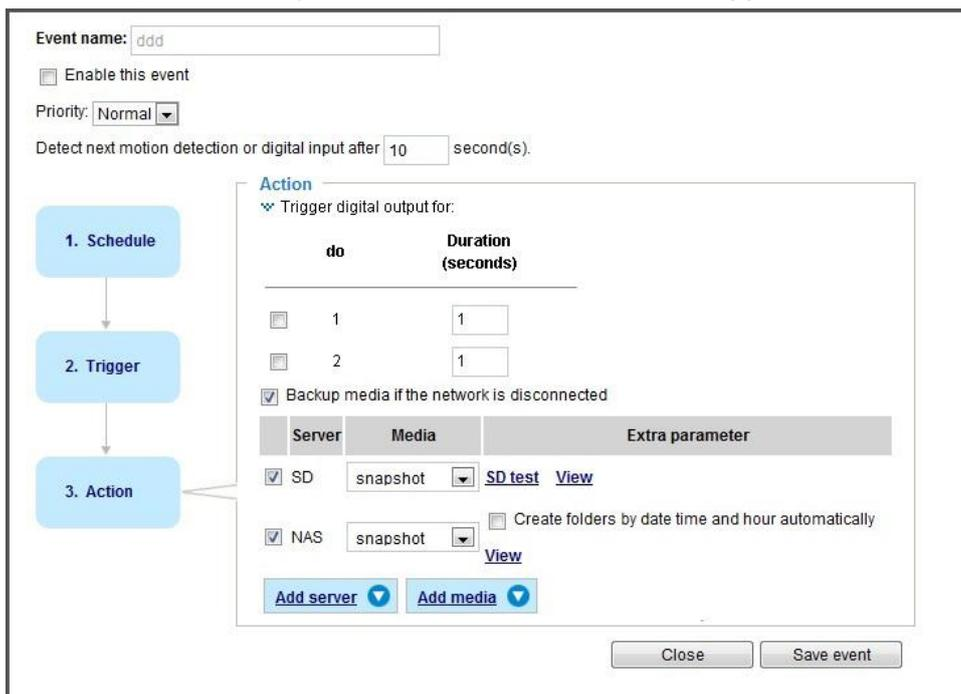 Event name: ddd
Enable this event
Priority: Normal
Detect next motion detection or digital input after 10 second(s).
Action
Trigger digital output for:
1. Schedule
do
Duration
(seconds)
1 1
2. Trigger
2 1
Backup media if the network is disconnected
Server Media Extra parameter
3. Action
SD snapshot SD test View
Create folders by date time and hour automatically
NAS snapshot
View
Add server Add media
Close Save event